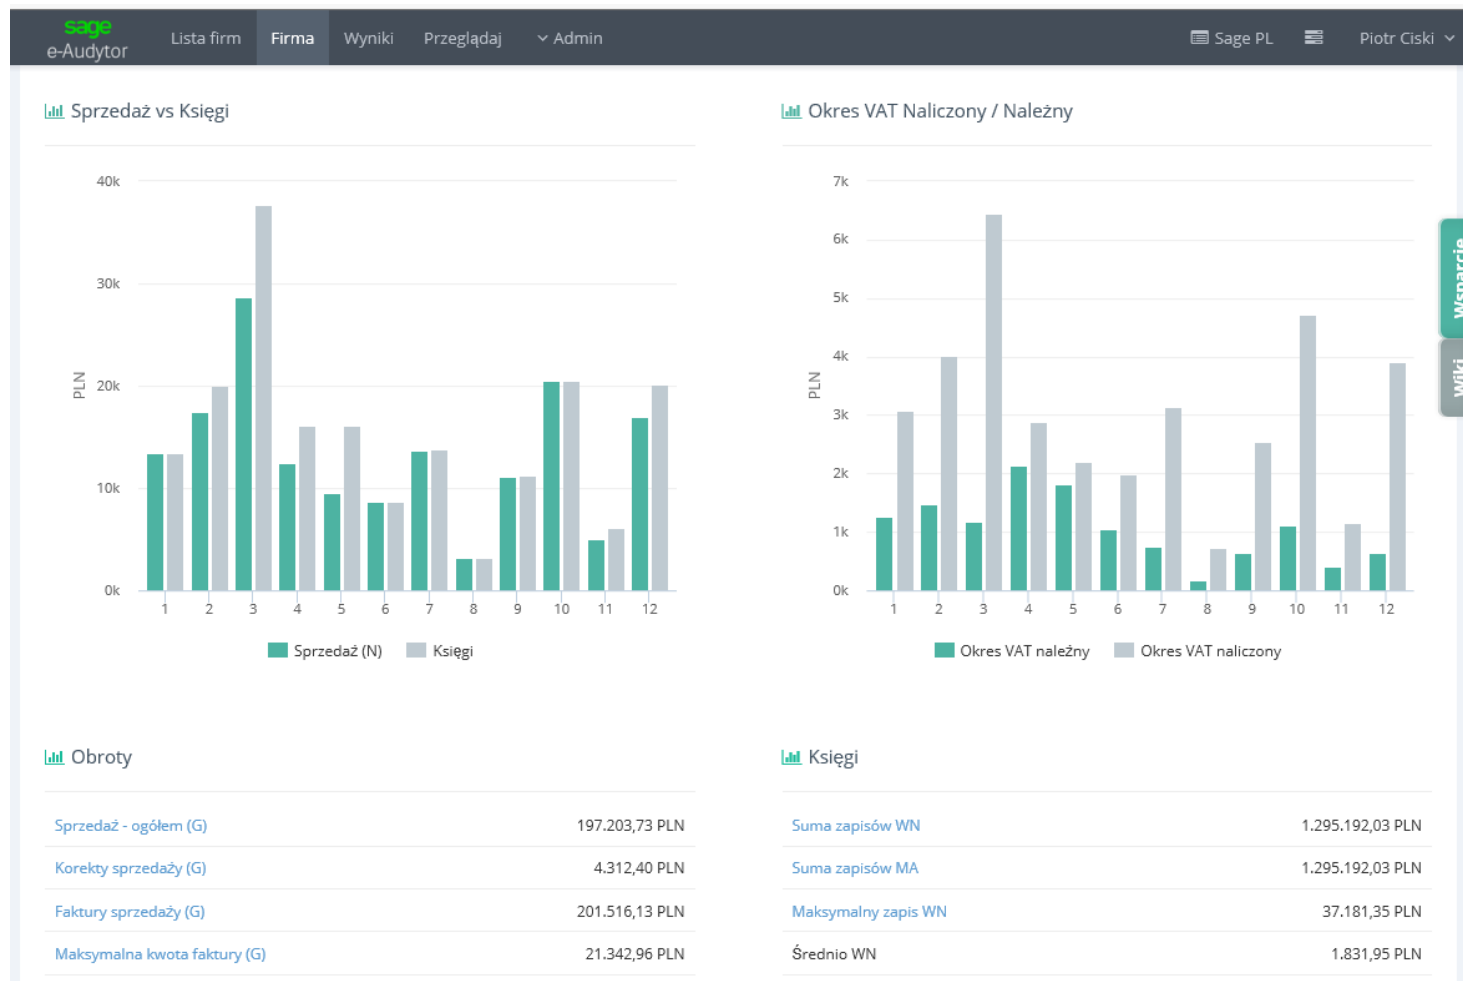 sage
e-Audytor
Lista firm
Firma
Wyniki
Przeglądaj
Admin
Sage PL
Piotr Ciski
Sprzedaż vs Księgi
40k
30k
20k
10k
0k
PLN
1 2 3 4 5 6 7 8 9 10 11 12
Sprzedaż (N) Księgi
Okres VAT Naliczony / Należny
7k
6k
5k
4k
3k
2k
1k
0k
PLN
1 2 3 4 5 6 7 8 9 10 11 12
Okres VAT należny Okres VAT naliczony
Wsparcie
Wiki
Obroty
Sprzedaż - ogółem (G) 197.203,73 PLN
Korekty sprzedaży (G) 4.312,40 PLN
Faktury sprzedaży (G) 201.516,13 PLN
Maksymalna kwota faktury (G) 21.342,96 PLN
Księgi
Suma zapisów WN 1.295.192,03 PLN
Suma zapisów MA 1.295.192,03 PLN
Maksymalny zapis WN 37.181,35 PLN
Średnio WN 1.831,95 PLN